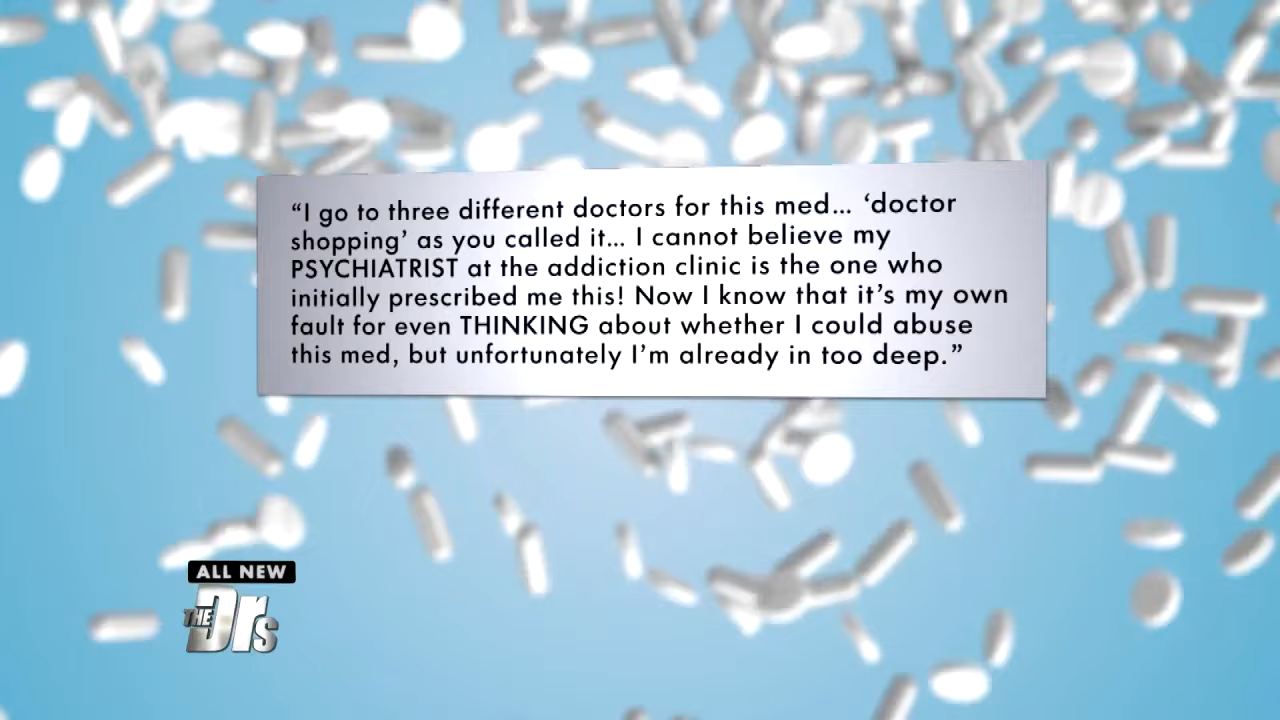 “I go to three different doctors for this med... ‘doctor
shopping’ as you called it... I cannot believe my
PSYCHIATRIST at the addiction clinic is the one who
initially prescribed me this! Now I know that it’s my own
fault for even THINKING about whether I could abuse
this med, but unfortunately I’m already in too deep.”
ALL NEW
THE Drs